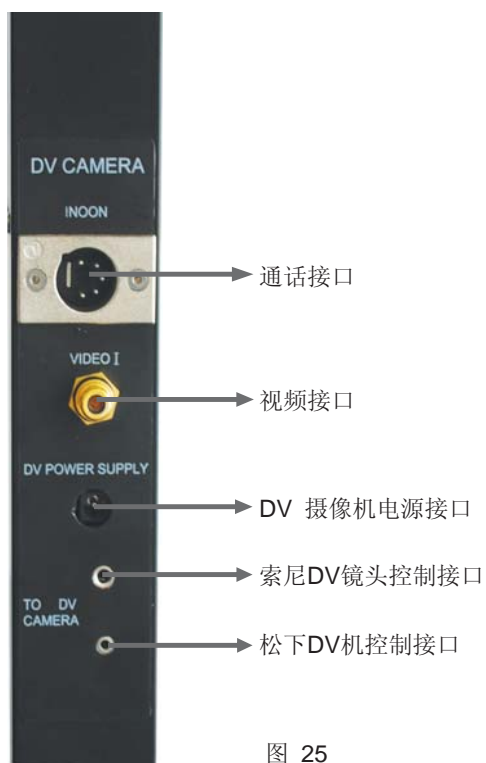 DV CAMERA
INOON
通话接口
VIDEO I
视频接口
DV POWER SUPPLY
DV 摄像机电源接口
索尼DV镜头控制接口
TO DV
CAMERA
松下DV机控制接口
图 25